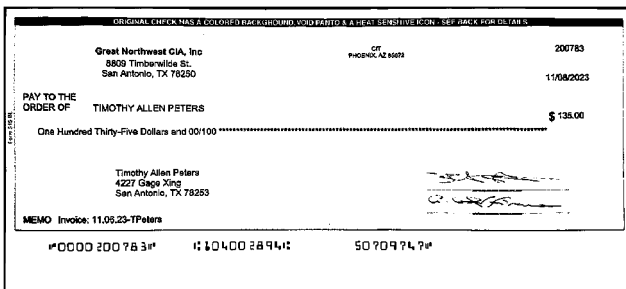 ORIGINAL CHECK HAS A COLORED BACKGROUND, VOID PANTO & A HEAT SENSITIVE ICON - SEE BACK FOR DETAILS
Great Northwest CIA, Inc
8809 Timberwilde St.
San Antonio, TX 78250
CIT
PHOENIX, AZ 85073
200783
11/08/2023
PAY TO THE
ORDER OF TIMOTHY ALLEN PETERS
$ 135.00
One Hundred Thirty-Five Dollars and 00/100
Timothy Allen Peters
4227 Gage Xing
San Antonio, TX 78253
MEMO Invoice: 11.06.23-TPeters
⑈0000200783⑈ ⑆104002894⑆ 50709747⑈